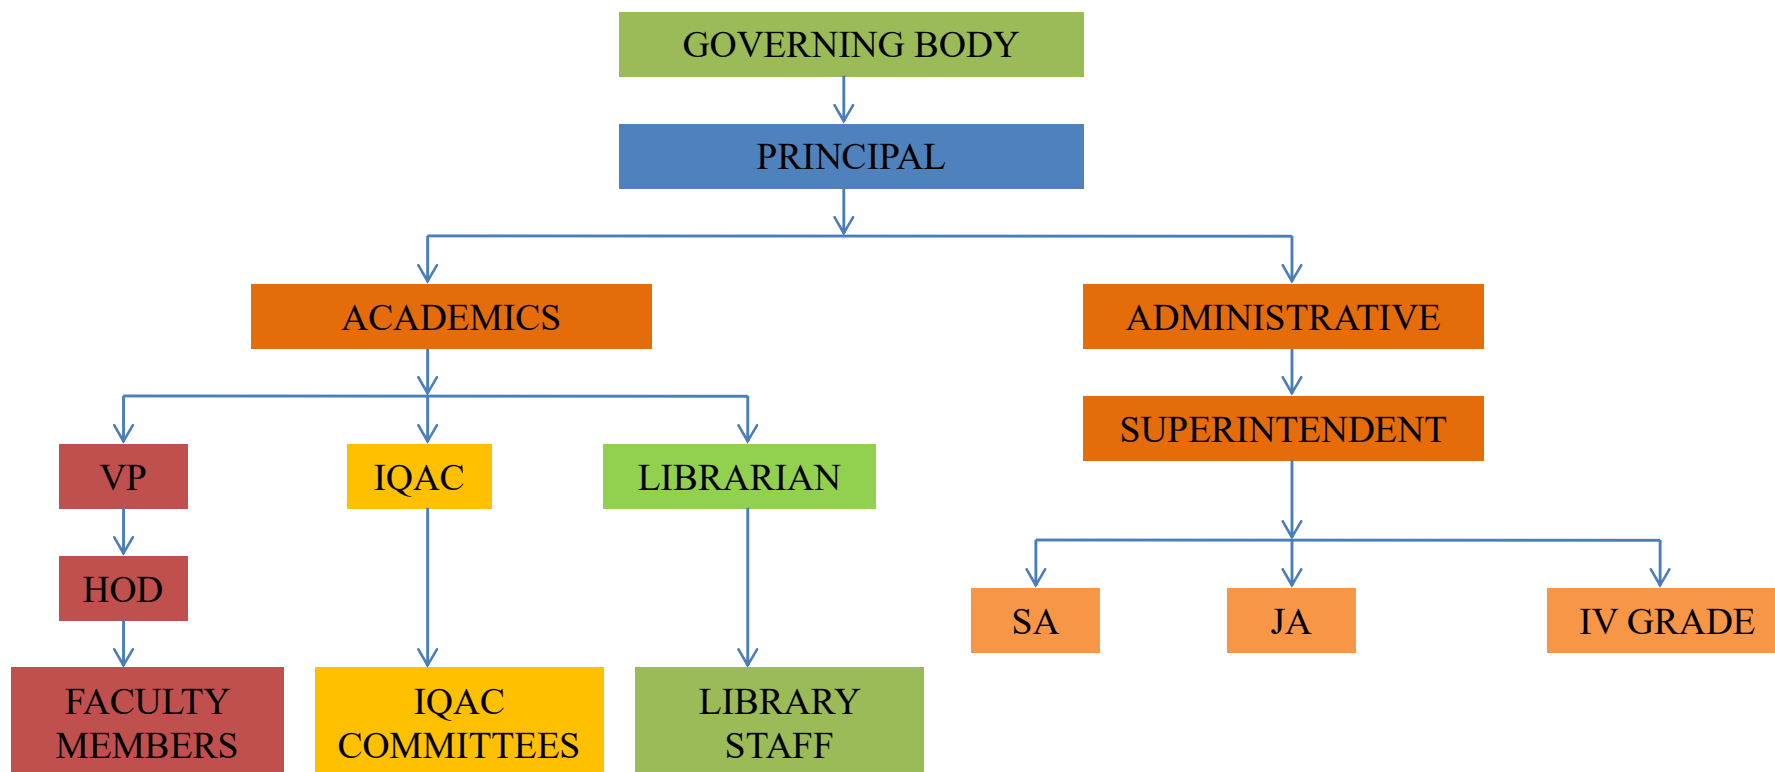 GOVERNING BODY
PRINCIPAL
ACADEMICS
ADMINISTRATIVE
SUPERINTENDENT
VP
IQAC
LIBRARIAN
HOD
SA
JA
IV GRADE
FACULTY
MEMBERS
IQAC
COMMITTEES
LIBRARY
STAFF